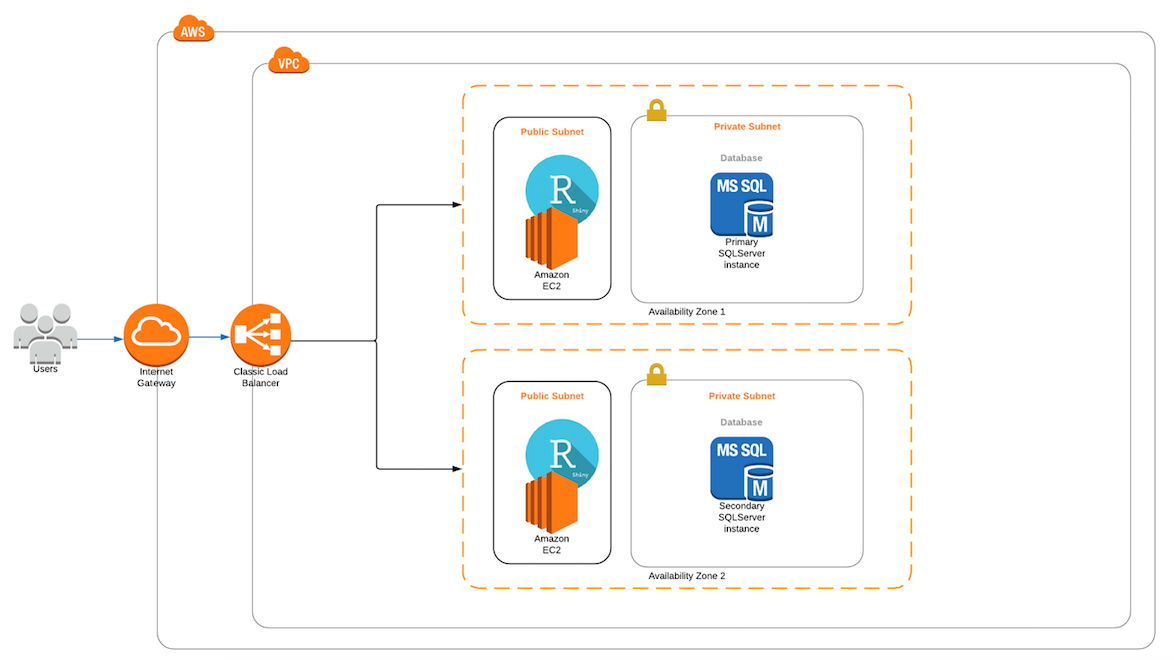 AWS
VPC
Public Subnet
R
Shiny
Amazon
EC2
Private Subnet
Database
MS SQL
M
Primary
SQLServer
instance
Availability Zone 1
Users
Internet
Gateway
Classic Load
Balancer
Public Subnet
R
Shiny
Amazon
EC2
Private Subnet
Database
MS SQL
M
Secondary
SQLServer
instance
Availability Zone 2